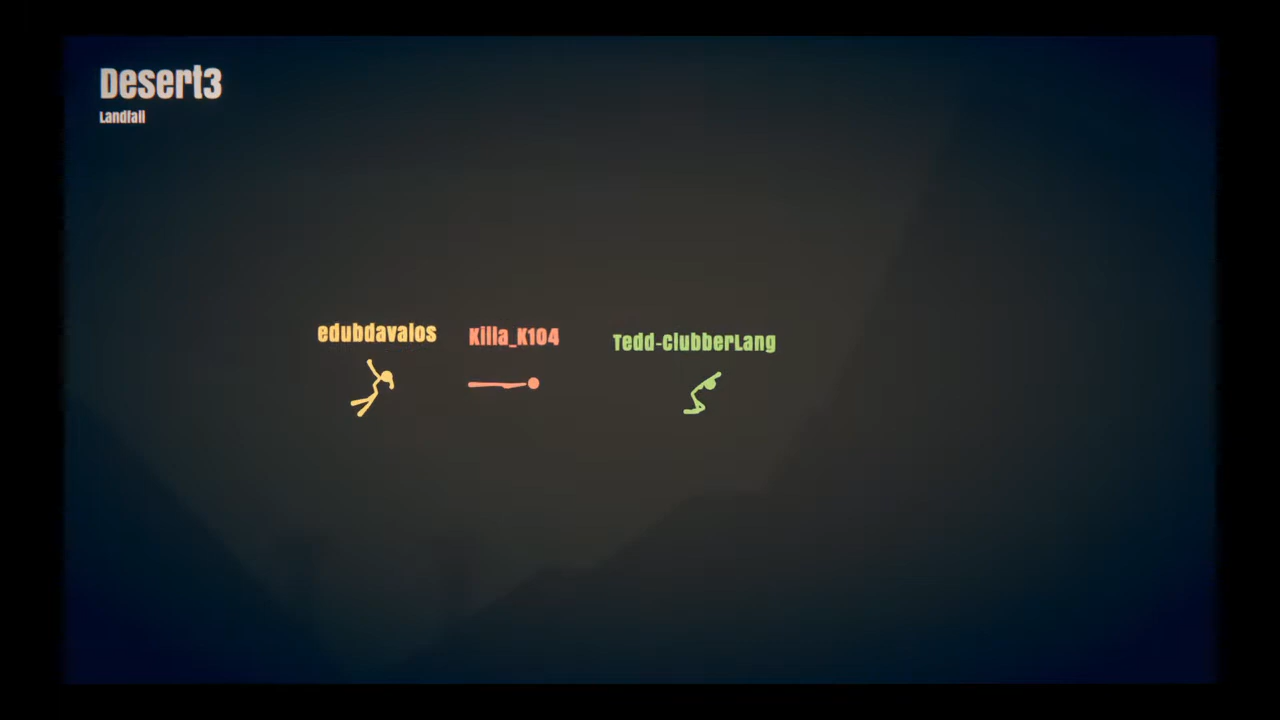 Desert3
Landfall
edubdavalos
Killa_K104
Tedd-ClubberLang